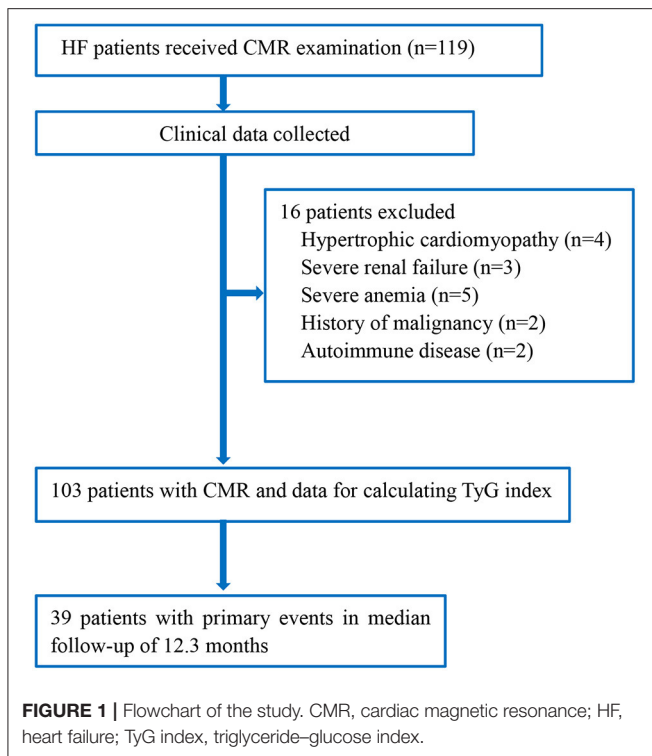 HF patients received CMR examination (n=119)
Clinical data collected
16 patients excluded
Hypertrophic cardiomyopathy (n=4)
Severe renal failure (n=3)
Severe anemia (n=5)
History of malignancy (n=2)
Autoimmune disease (n=2)
103 patients with CMR and data for calculating TyG index
39 patients with primary events in median
follow-up of 12.3 months
FIGURE 1 | Flowchart of the study. CMR, cardiac magnetic resonance; HF,
heart failure; TyG index, triglyceride–glucose index.